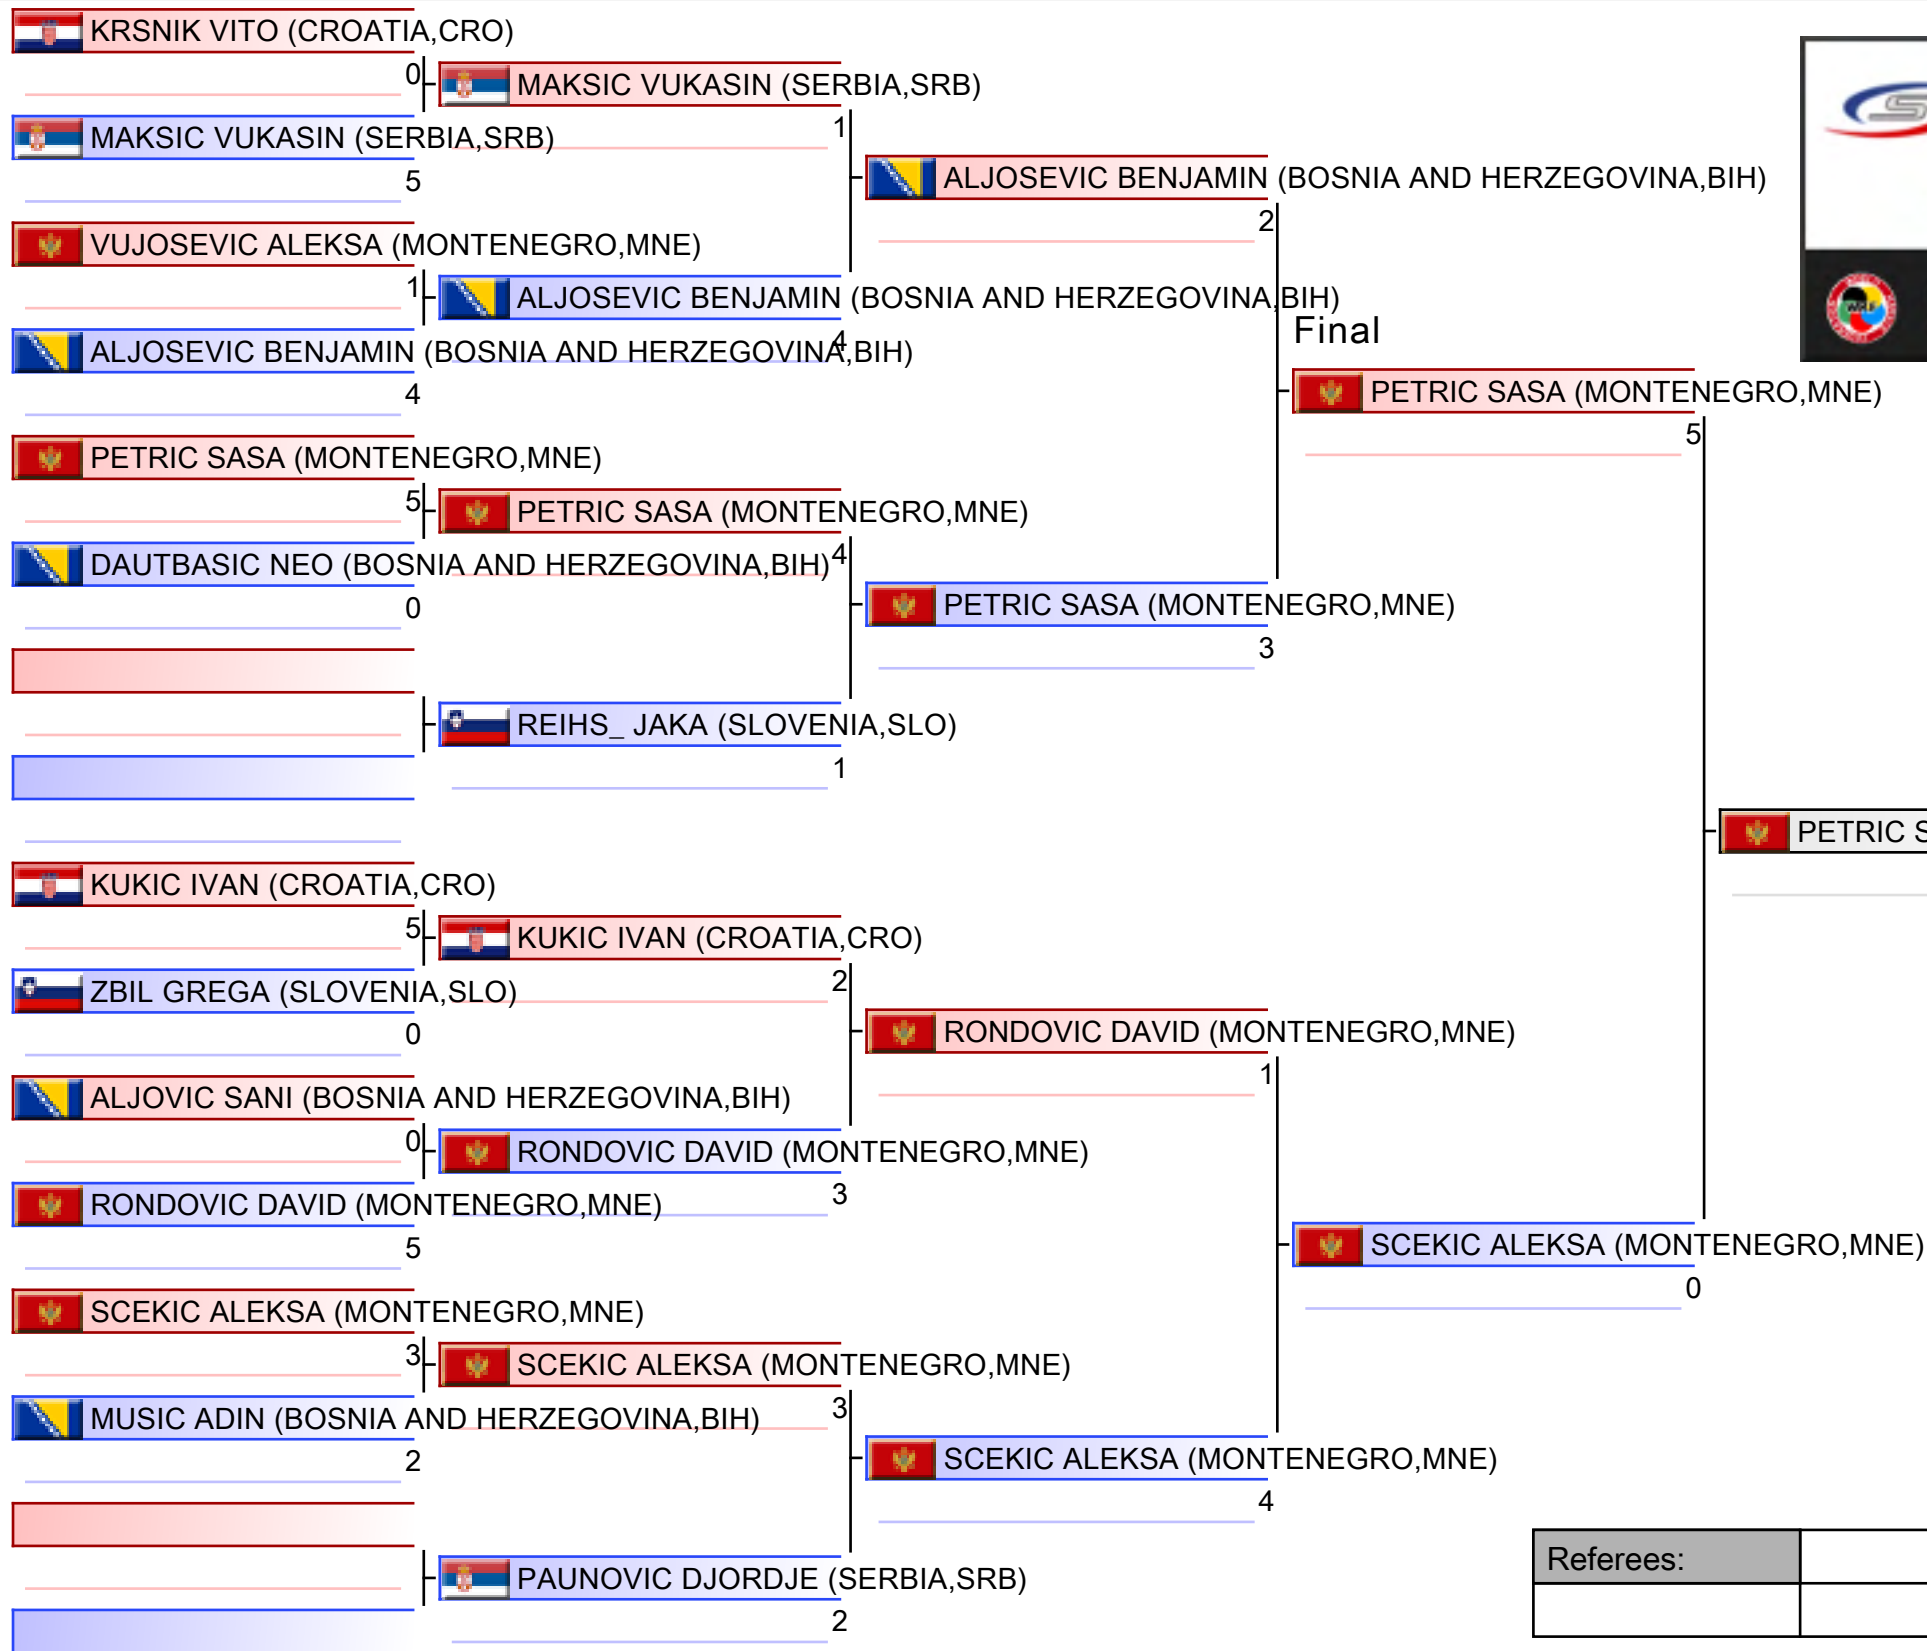 KRSNIK VITO (CROATIA,CRO)
0
MAKSIC VUKASIN (SERBIA,SRB)
5
VUJOSEVIC ALEKSA (MONTENEGRO,MNE)
1
ALJOSEVIC BENJAMIN (BOSNIA AND HERZEGOVINA,BIH)
4
PETRIC SASA (MONTENEGRO,MNE)
5
DAUTBASIC NEO (BOSNIA AND HERZEGOVINA,BIH)
0
KUKIC IVAN (CROATIA,CRO)
5
ZBIL GREGA (SLOVENIA,SLO)
0
ALJOVIC SANI (BOSNIA AND HERZEGOVINA,BIH)
0
RONDOVIC DAVID (MONTENEGRO,MNE)
5
SCEKIC ALEKSA (MONTENEGRO,MNE)
3
MUSIC ADIN (BOSNIA AND HERZEGOVINA,BIH)
2
MAKSIC VUKASIN (SERBIA,SRB)
1
ALJOSEVIC BENJAMIN (BOSNIA AND HERZEGOVINA,BIH)
4
PETRIC SASA (MONTENEGRO,MNE)
4
REIHS_ JAKA (SLOVENIA,SLO)
1
KUKIC IVAN (CROATIA,CRO)
2
RONDOVIC DAVID (MONTENEGRO,MNE)
3
SCEKIC ALEKSA (MONTENEGRO,MNE)
3
PAUNOVIC DJORDJE (SERBIA,SRB)
2
ALJOSEVIC BENJAMIN (BOSNIA AND HERZEGOVINA,BIH)
2
PETRIC SASA (MONTENEGRO,MNE)
3
RONDOVIC DAVID (MONTENEGRO,MNE)
1
SCEKIC ALEKSA (MONTENEGRO,MNE)
4
Final
PETRIC SASA (MONTENEGRO,MNE)
5
SCEKIC ALEKSA (MONTENEGRO,MNE)
0
PETRIC S
Referees: